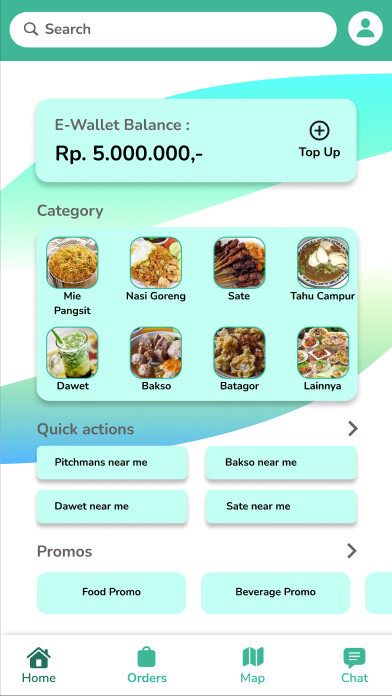 Search
E-Wallet Balance :
Rp. 5.000.000,-
Top Up
Category
Mie
Pangsit
Nasi Goreng
Sate
Tahu Campur
Dawet
Bakso
Batagor
Lainnya
Quick actions
Pitchmans near me
Bakso near me
Dawet near me
Sate near me
Promos
Food Promo
Beverage Promo
Home
Orders
Map
Chat